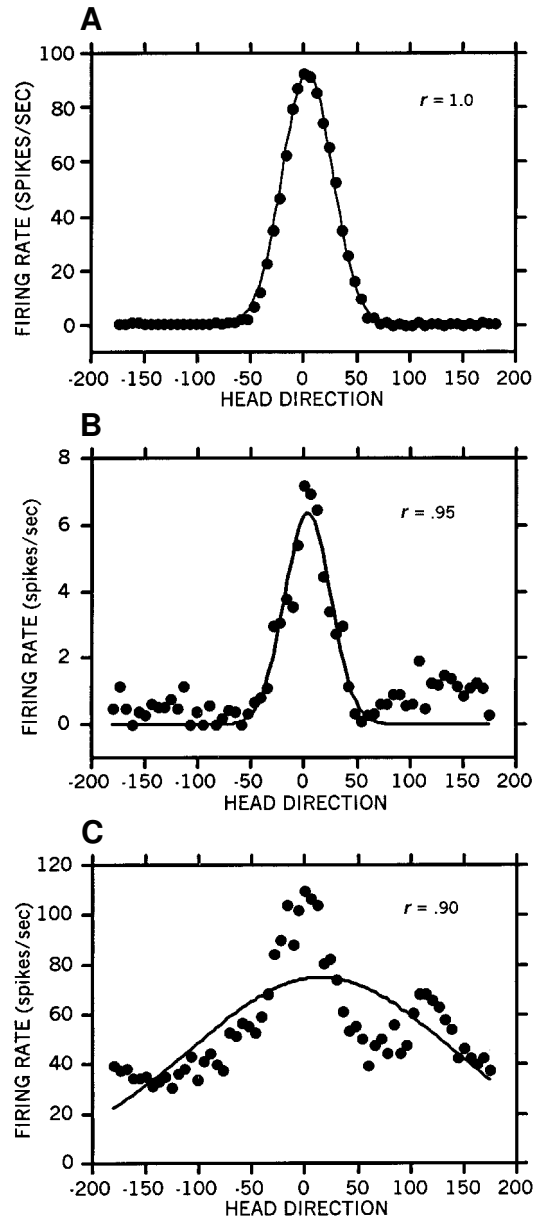 A
FIRING RATE (SPIKES/SEC)
100
80
60
40
20
0
r = 1.0
-200 -150 -100 -50 0 50 100 150 200
HEAD DIRECTION
B
FIRING RATE (spikes/sec)
8
6
4
2
0
r = .95
-200 -150 -100 -50 0 50 100 150 200
HEAD DIRECTION
C
FIRING RATE (spikes/sec)
120
100
80
60
40
20
0
r = .90
-200 -150 -100 -50 0 50 100 150 200
HEAD DIRECTION